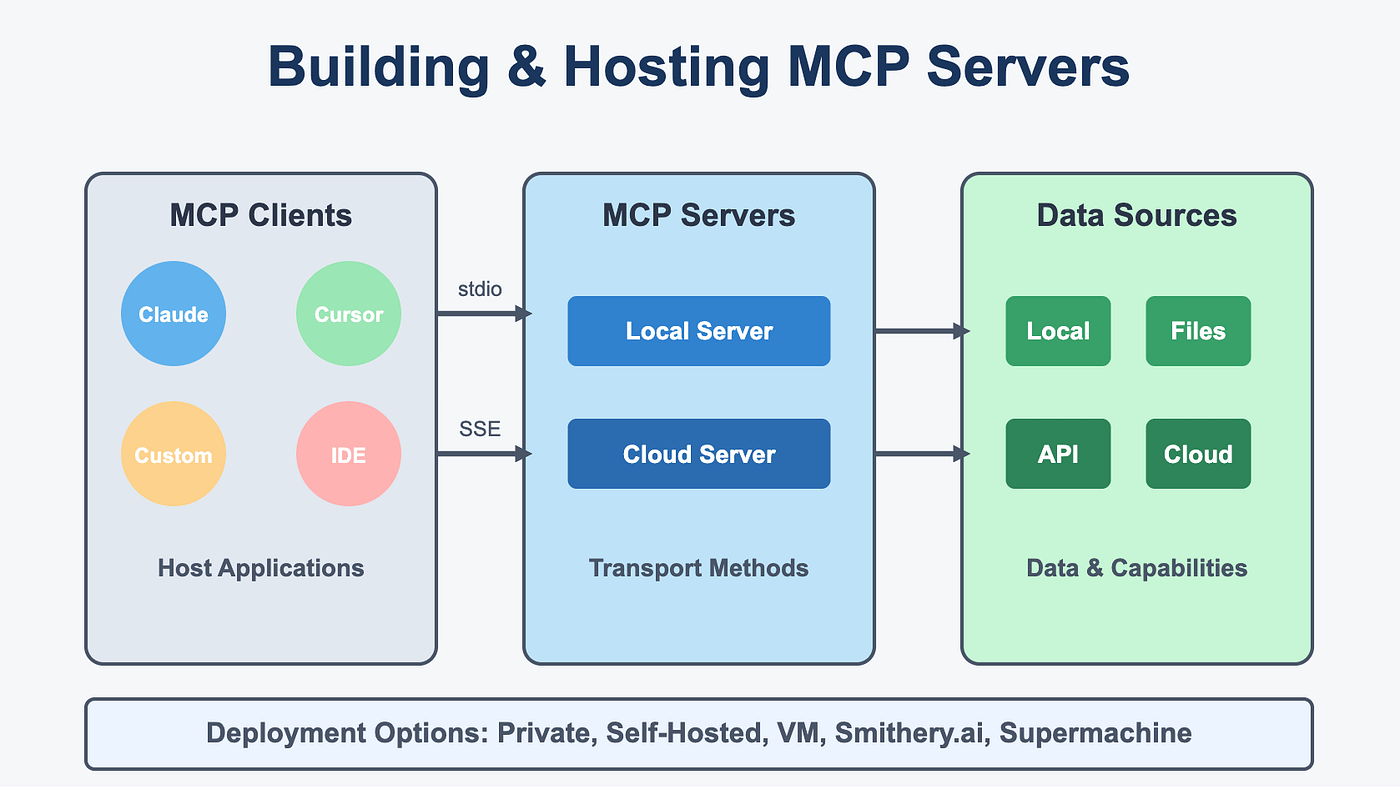 Building & Hosting MCP Servers
MCP Clients
Claude
Cursor
Custom
IDE
Host Applications
stdio
SSE
MCP Servers
Local Server
Cloud Server
Transport Methods
Data Sources
Local
Files
API
Cloud
Data & Capabilities
Deployment Options: Private, Self-Hosted, VM, Smithery.ai, Supermachine